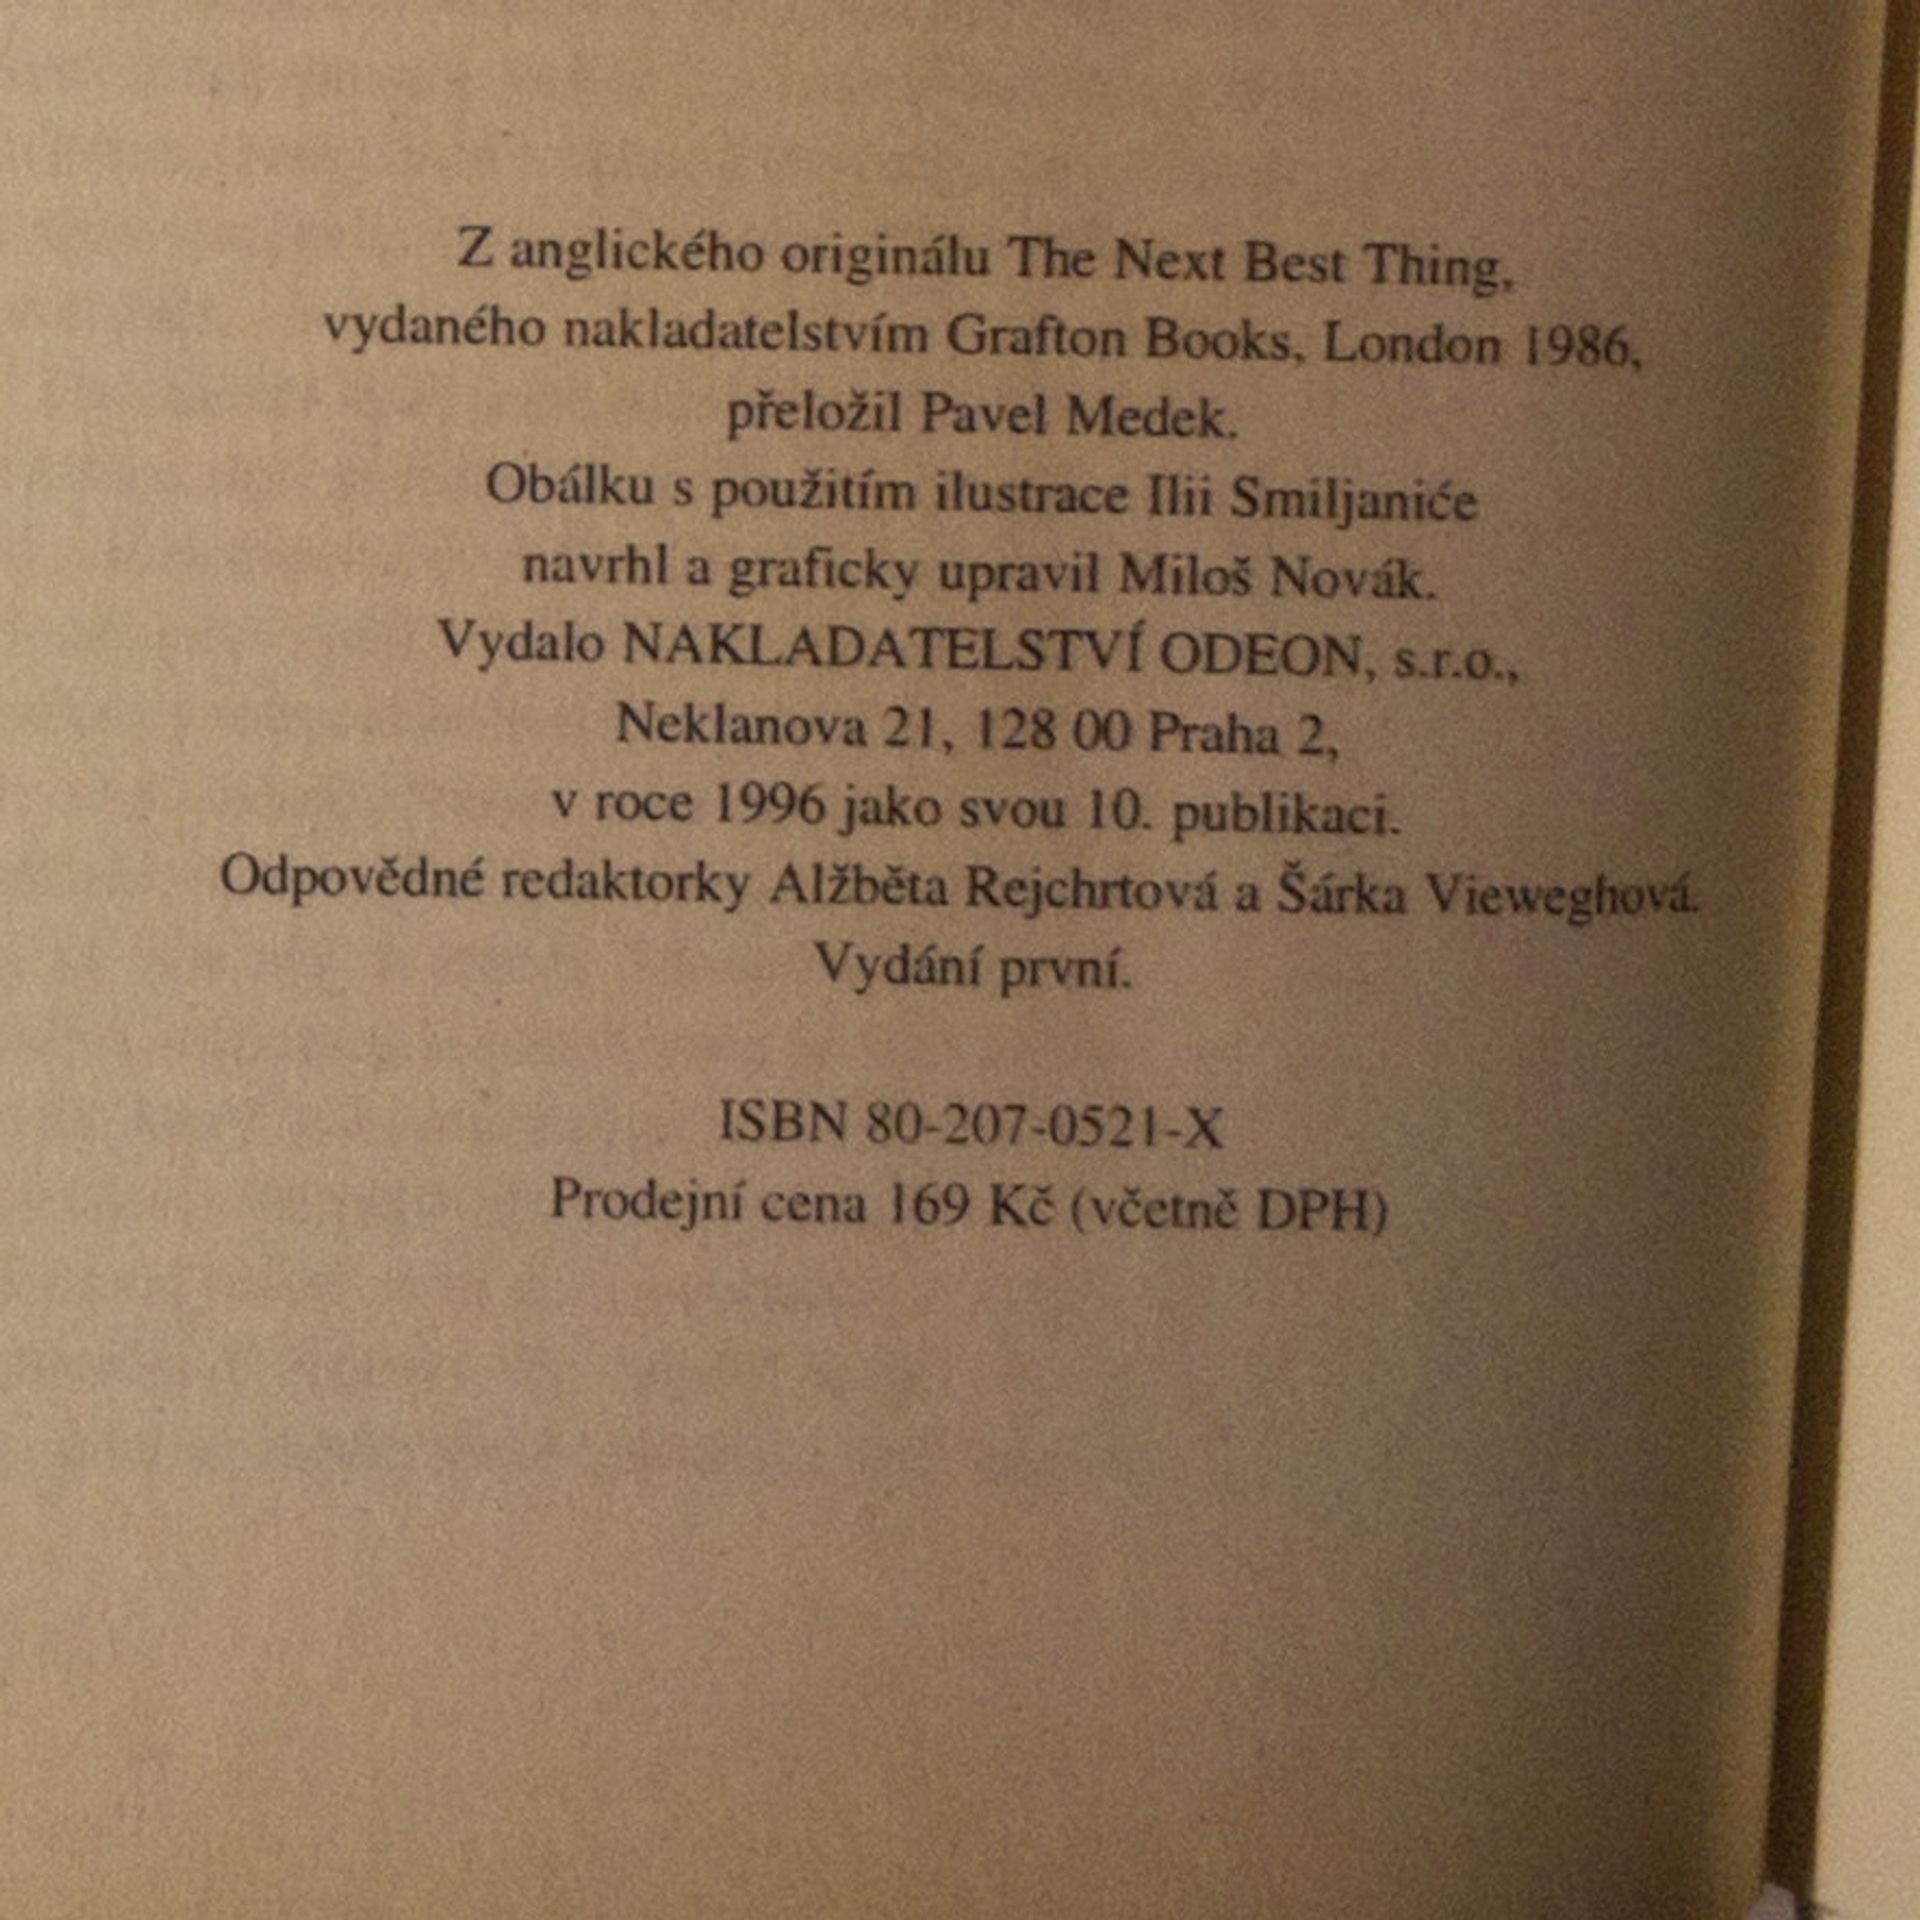 Z anglického originálu The Next Best Thing,
vydaného nakladatelstvím Grafton Books, London 1986,
přeložil Pavel Medek.
Obálku s použitím ilustrace Ilii Smiljaniće
navrhl a graficky upravil Miloš Novák.
Vydalo NAKLADATELSTVÍ ODEON, s.r.o.,
Neklanova 21, 128 00 Praha 2,
v roce 1996 jako svou 10. publikaci.
Odpovědné redaktorky Alžběta Rejchrtová a Šárka Vieweghová.
Vydání první.
ISBN 80-207-0521-X
Prodejní cena 169 Kč (včetně DPH)